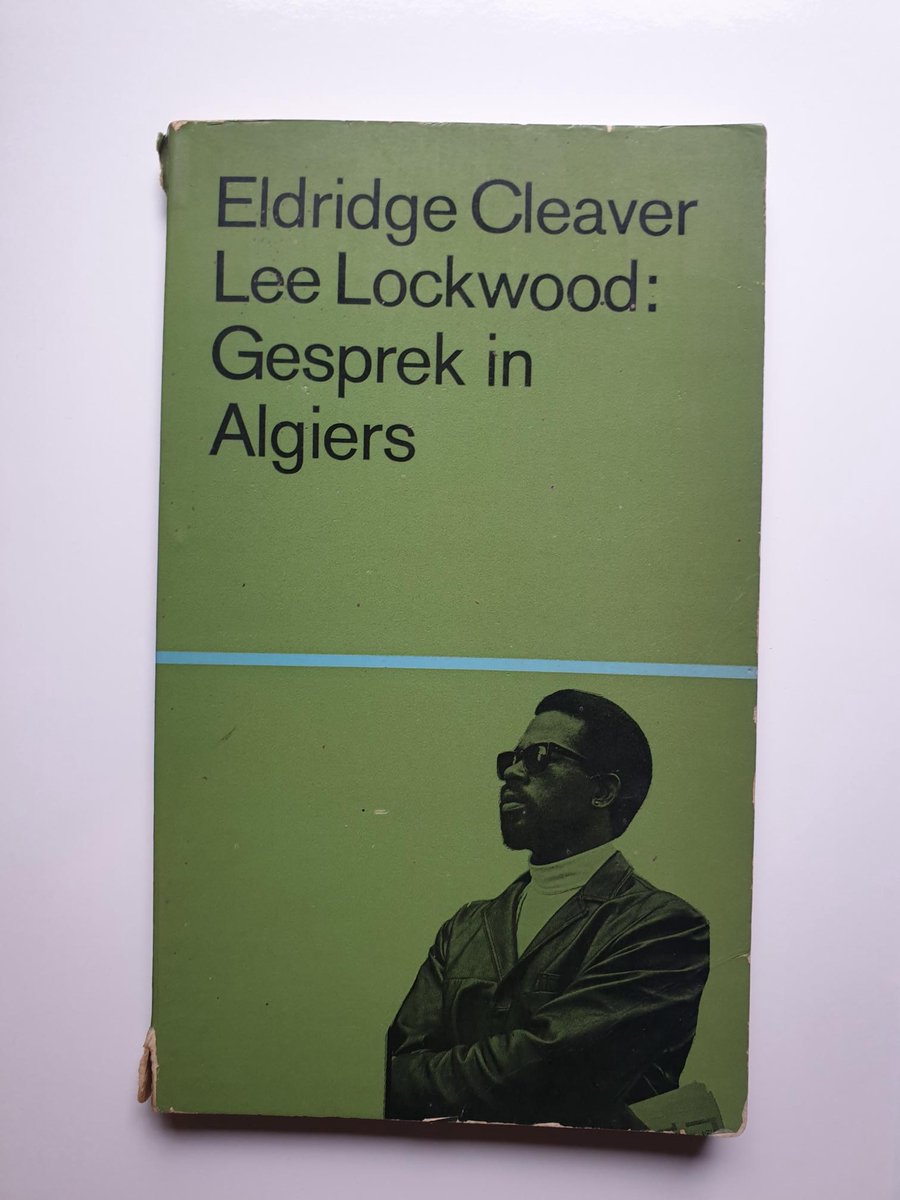 Eldridge Cleaver
Lee Lockwood:
Gesprek in
Algiers